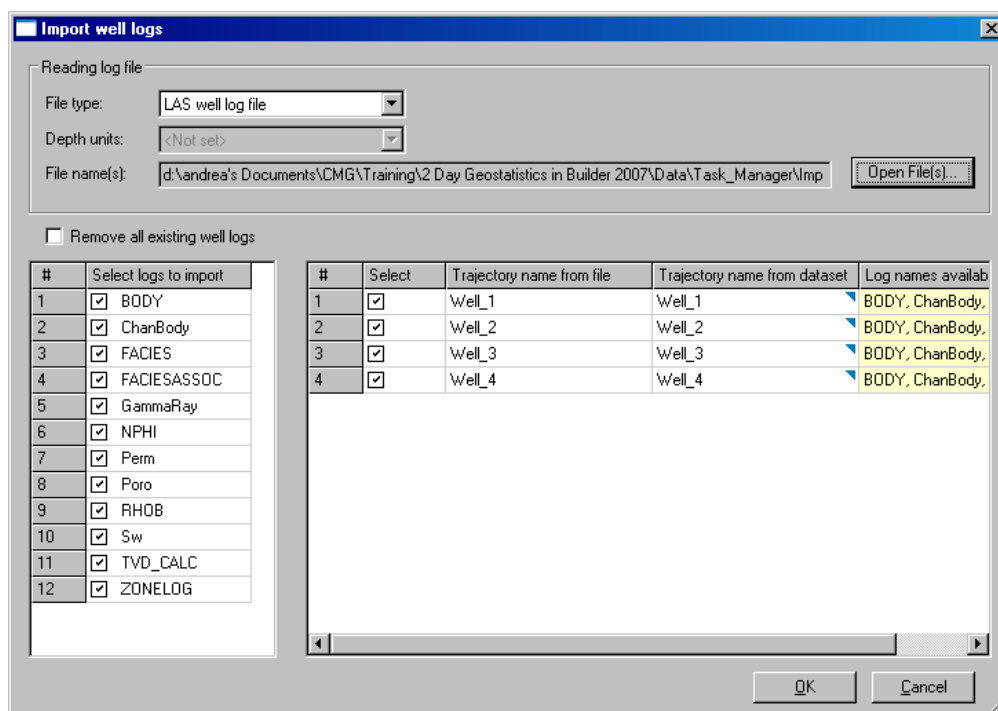 Import well logs
Reading log file
File type: LAS well log file
Depth units: <Not set>
File name(s): d:\andrea's Documents\CMG\Training\2 Day Geostatistics in Builder 2007\Data\Task_Manager\Imp Open File(s)...
Remove all existing well logs
# Select logs to import
1 BODY
2 ChanBody
3 FACIES
4 FACIESASSOC
5 GammaRay
6 NPHI
7 Perm
8 Poro
9 RHOB
10 Sw
11 TVD_CALC
12 ZONELOG
# Select Trajectory name from file Trajectory name from dataset Log names availab
1 Well_1 Well_1 BODY, ChanBody,
2 Well_2 Well_2 BODY, ChanBody,
3 Well_3 Well_3 BODY, ChanBody,
4 Well_4 Well_4 BODY, ChanBody,
OK Cancel